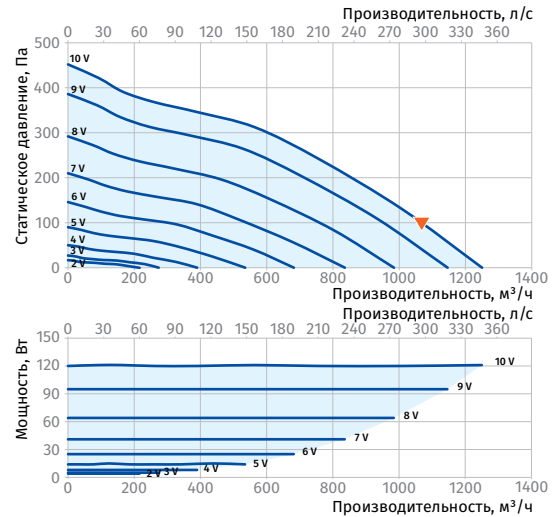 Производительность, л/с
0 30 60 90 120 150 180 210 240 270 300 330 360
Статическое давление, Па
500
400
300
200
100
0
10 V
9 V
8 V
7 V
6 V
5 V
4 V
3 V
2 V
0 200 400 600 800 1000 1200 1400
Производительность, м³/ч
Производительность, л/с
0 30 60 90 120 150 180 210 240 270 300 330 360
Мощность, Вт
150
120
90
60
30
0
10 V
9 V
8 V
7 V
6 V
5 V
4 V
3 V
2 V
0 200 400 600 800 1000 1200 1400
Производительность, м³/ч